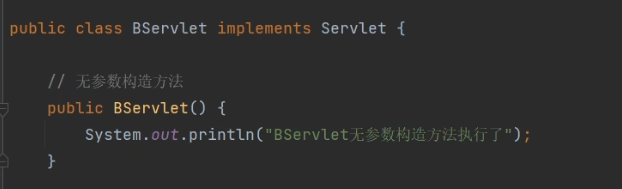 public class BServlet implements Servlet {
// 无参数构造方法
public BServlet() {
System.out.println("BServlet无参数构造方法执行了");
}